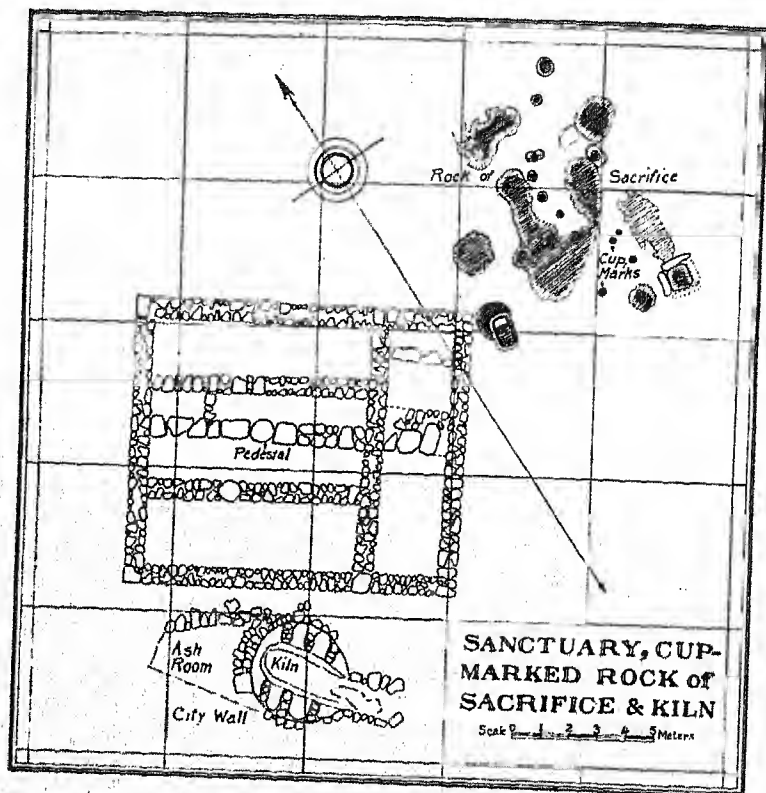 Rock of Sacrifice
Cup
Marks
Pedestal
Ash
Room
Kiln
City Wall
SANCTUARY, CUP-
MARKED ROCK of
SACRIFICE & KILN
Scale 0 1 2 3 4 5 Meters